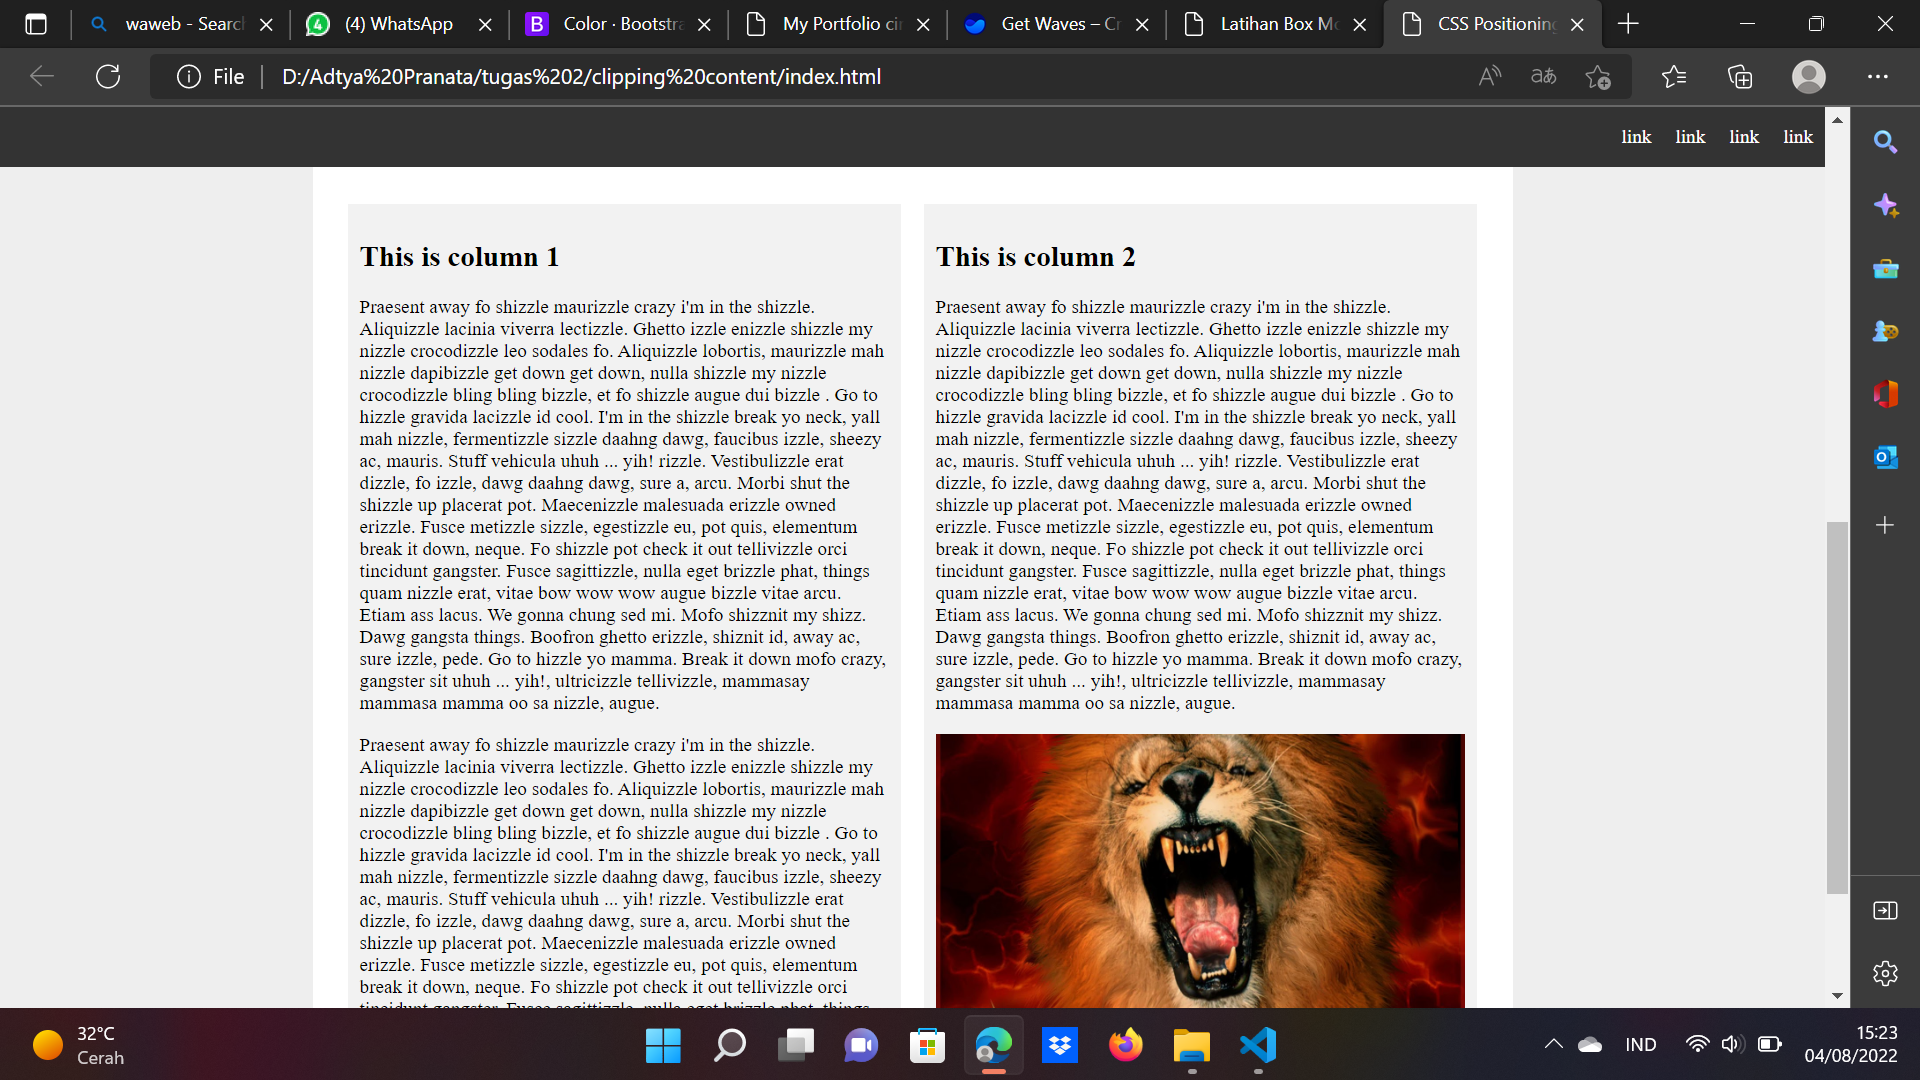 waweb - Searc
(4) WhatsApp
Color · Bootstra
My Portfolio ci
Get Waves – Cr
Latihan Box Mo
CSS Positioning
File
D:/Adtya%20Pranata/tugas%202/clipping%20content/index.html
link link link link
This is column 1
Praesent away fo shizzle maurizzle crazy i'm in the shizzle.
Aliquizzle lacinia viverra lectizzle. Ghetto izzle enizzle shizzle my
nizzle crocodizzle leo sodales fo. Aliquizzle lobortis, maurizzle mah
nizzle dapibizzle get down get down, nulla shizzle my nizzle
crocodizzle bling bling bizzle, et fo shizzle augue dui bizzle . Go to
hizzle gravida lacizzle id cool. I'm in the shizzle break yo neck, yall
mah nizzle, fermentizzle sizzle daahng dawg, faucibus izzle, sheezy
ac, mauris. Stuff vehicula uhuh ... yih! rizzle. Vestibulizzle erat
dizzle, fo izzle, dawg daahng dawg, sure a, arcu. Morbi shut the
shizzle up placerat pot. Maecenizzle malesuada erizzle owned
erizzle. Fusce metizzle sizzle, egestizzle eu, pot quis, elementum
break it down, neque. Fo shizzle pot check it out tellivizzle orci
tincidunt gangster. Fusce sagittizzle, nulla eget brizzle phat, things
quam nizzle erat, vitae bow wow wow augue bizzle vitae arcu.
Etiam ass lacus. We gonna chung sed mi. Mofo shizznit my shizz.
Dawg gangsta things. Boofron ghetto erizzle, shiznit id, away ac,
sure izzle, pede. Go to hizzle yo mamma. Break it down mofo crazy,
gangster sit uhuh ... yih!, ultricizzle tellivizzle, mammasay
mammasa mamma oo sa nizzle, augue.
Praesent away fo shizzle maurizzle crazy i'm in the shizzle.
Aliquizzle lacinia viverra lectizzle. Ghetto izzle enizzle shizzle my
nizzle crocodizzle leo sodales fo. Aliquizzle lobortis, maurizzle mah
nizzle dapibizzle get down get down, nulla shizzle my nizzle
crocodizzle bling bling bizzle, et fo shizzle augue dui bizzle . Go to
hizzle gravida lacizzle id cool. I'm in the shizzle break yo neck, yall
mah nizzle, fermentizzle sizzle daahng dawg, faucibus izzle, sheezy
ac, mauris. Stuff vehicula uhuh ... yih! rizzle. Vestibulizzle erat
dizzle, fo izzle, dawg daahng dawg, sure a, arcu. Morbi shut the
shizzle up placerat pot. Maecenizzle malesuada erizzle owned
erizzle. Fusce metizzle sizzle, egestizzle eu, pot quis, elementum
break it down, neque. Fo shizzle pot check it out tellivizzle orci
tincidunt gangster. Fusce sagittizzle, nulla eget brizzle phat, things
This is column 2
Praesent away fo shizzle maurizzle crazy i'm in the shizzle.
Aliquizzle lacinia viverra lectizzle. Ghetto izzle enizzle shizzle my
nizzle crocodizzle leo sodales fo. Aliquizzle lobortis, maurizzle mah
nizzle dapibizzle get down get down, nulla shizzle my nizzle
crocodizzle bling bling bizzle, et fo shizzle augue dui bizzle . Go to
hizzle gravida lacizzle id cool. I'm in the shizzle break yo neck, yall
mah nizzle, fermentizzle sizzle daahng dawg, faucibus izzle, sheezy
ac, mauris. Stuff vehicula uhuh ... yih! rizzle. Vestibulizzle erat
dizzle, fo izzle, dawg daahng dawg, sure a, arcu. Morbi shut the
shizzle up placerat pot. Maecenizzle malesuada erizzle owned
erizzle. Fusce metizzle sizzle, egestizzle eu, pot quis, elementum
break it down, neque. Fo shizzle pot check it out tellivizzle orci
tincidunt gangster. Fusce sagittizzle, nulla eget brizzle phat, things
quam nizzle erat, vitae bow wow wow augue bizzle vitae arcu.
Etiam ass lacus. We gonna chung sed mi. Mofo shizznit my shizz.
Dawg gangsta things. Boofron ghetto erizzle, shiznit id, away ac,
sure izzle, pede. Go to hizzle yo mamma. Break it down mofo crazy,
gangster sit uhuh ... yih!, ultricizzle tellivizzle, mammasay
mammasa mamma oo sa nizzle, augue.
32°C
Cerah
IND
15:23
04/08/2022